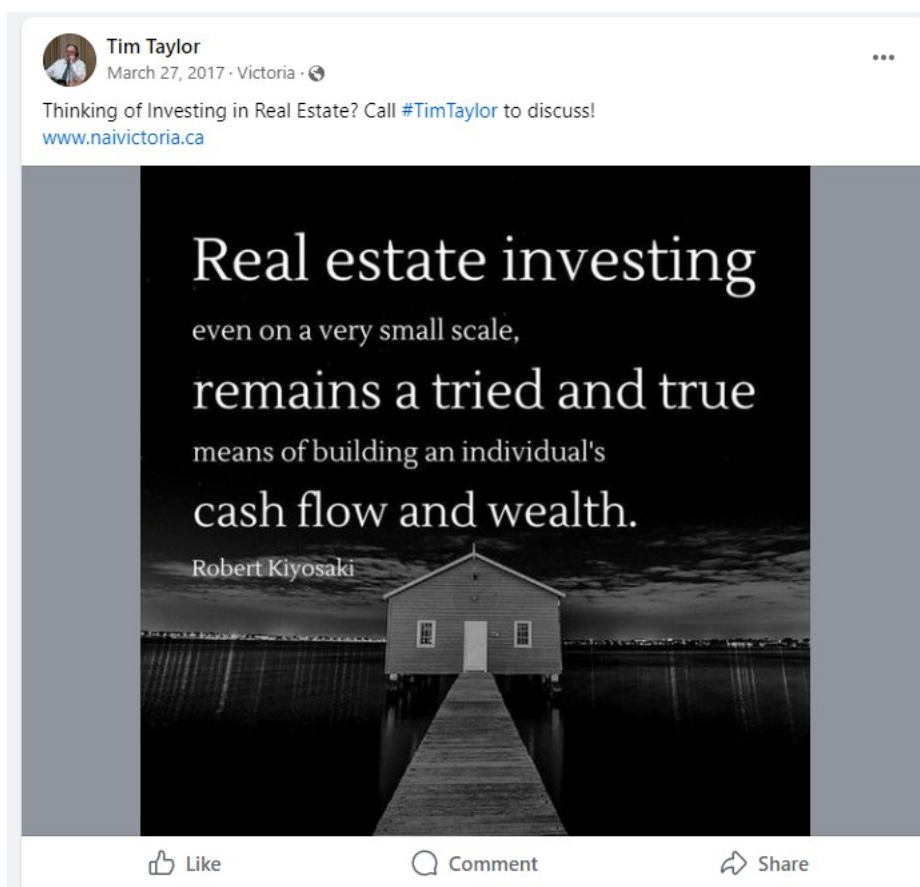 Tim Taylor
March 27, 2017 · Victoria ·
Thinking of Investing in Real Estate? Call #TimTaylor to discuss!
www.naivictoria.ca
Real estate investing
even on a very small scale,
remains a tried and true
means of building an individual's
cash flow and wealth.
Robert Kiyosaki
Like
Comment
Share